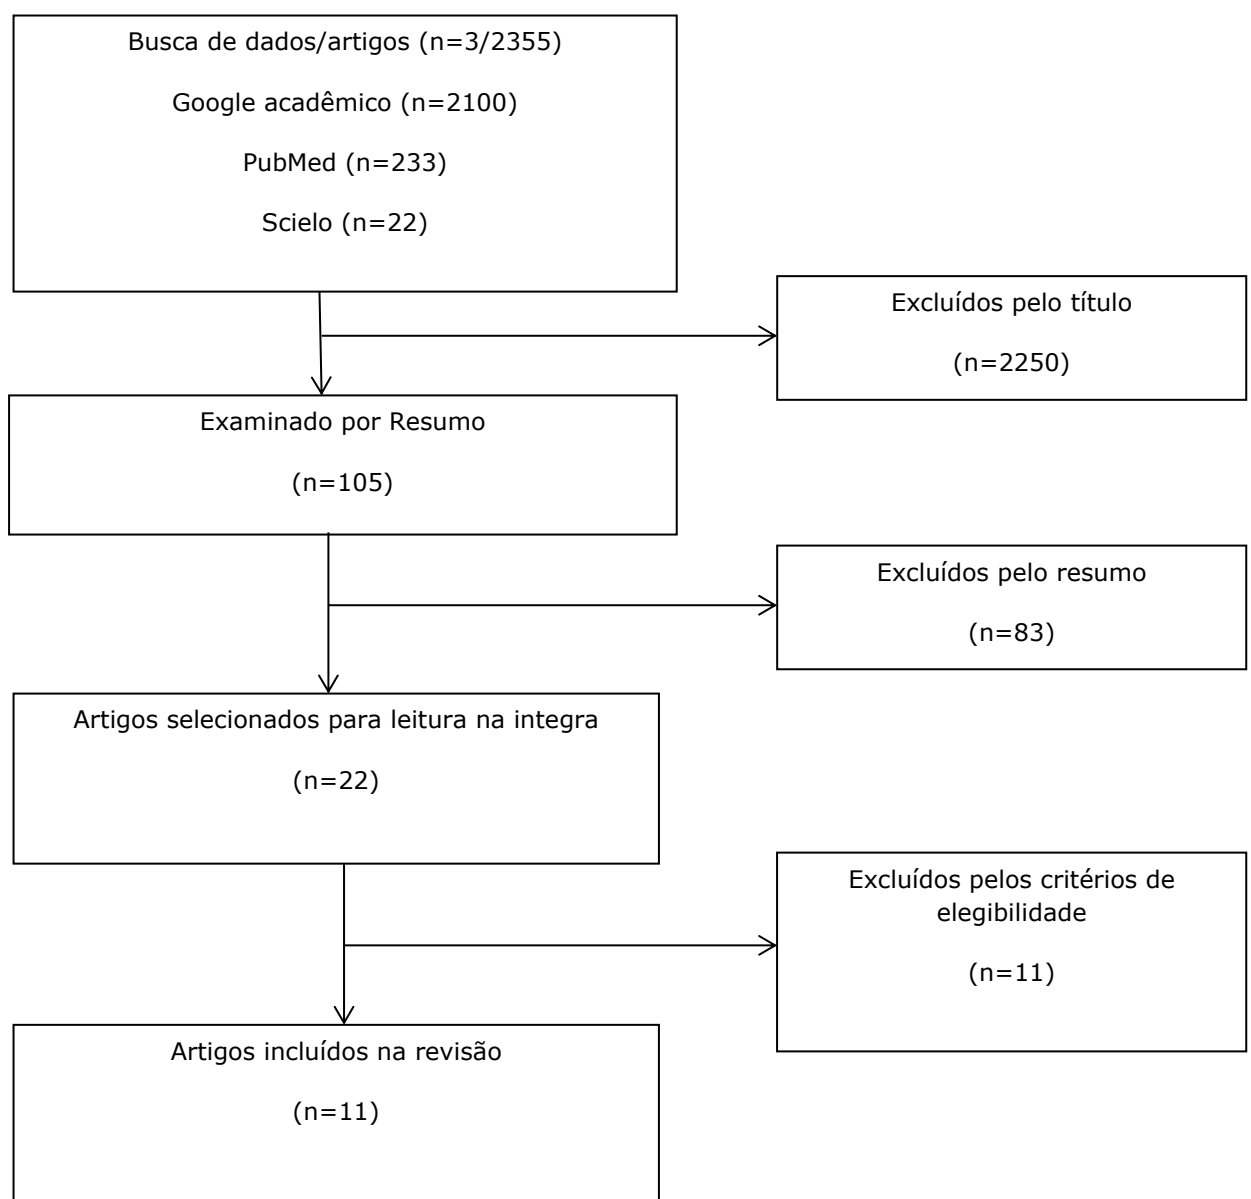 Busca de dados/artigos (n=3/2355)
Google acadêmico (n=2100)
PubMed (n=233)
Scielo (n=22)
Excluídos pelo título
(n=2250)
Examinado por Resumo
(n=105)
Excluídos pelo resumo
(n=83)
Artigos selecionados para leitura na integra
(n=22)
Excluídos pelos critérios de
elegibilidade
(n=11)
Artigos incluídos na revisão
(n=11)